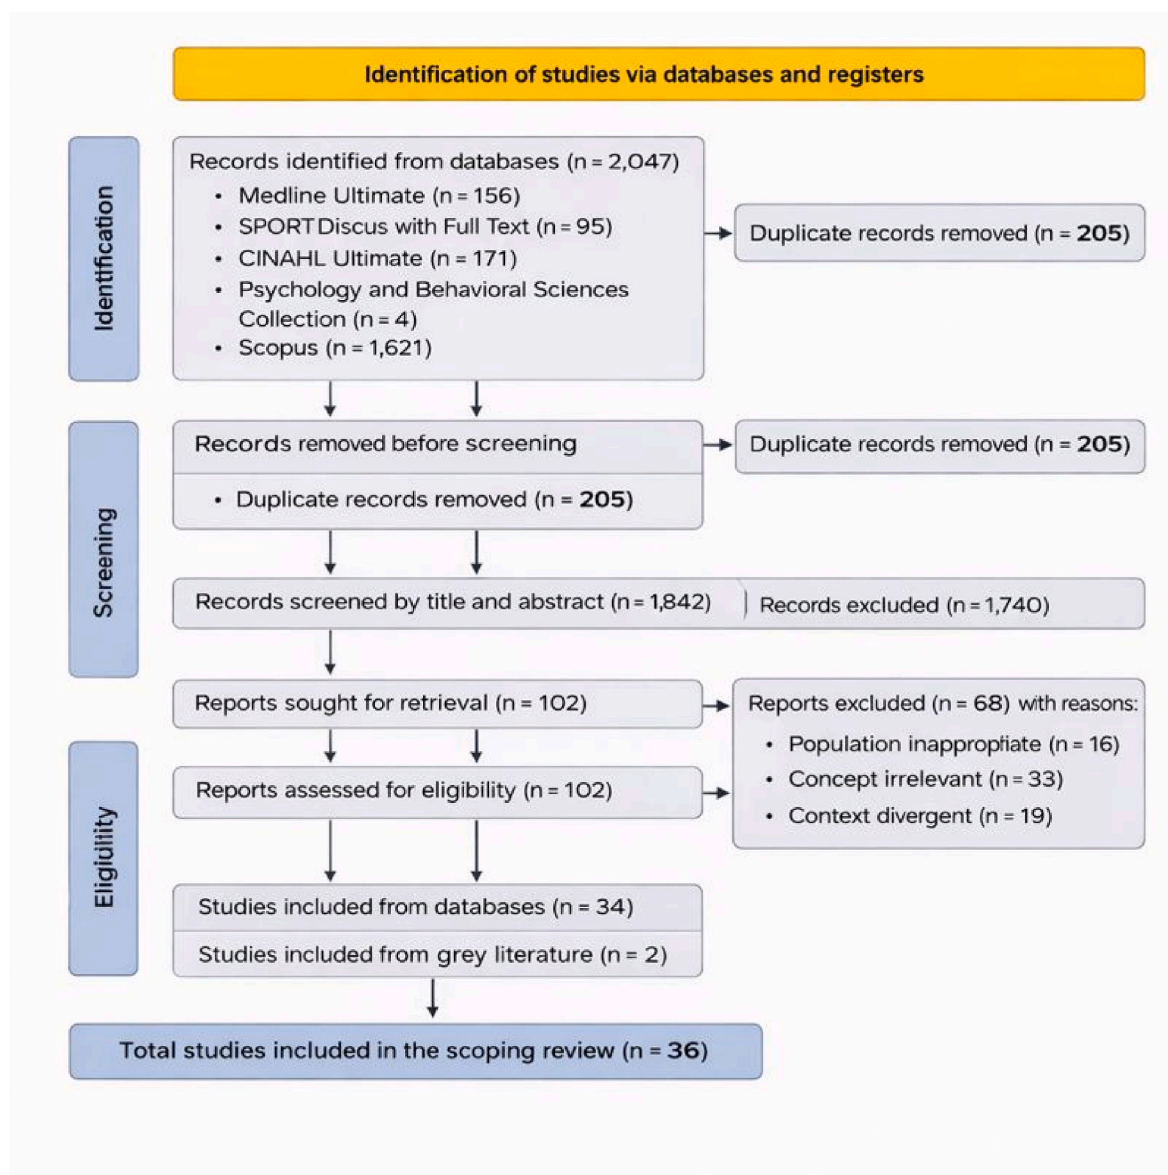 Identification of studies via databases and registers
Identification
Records identified from databases (n = 2,047)
• Medline Ultimate (n = 156)
• SPORTDiscus with Full Text (n = 95)
• CINAHL Ultimate (n = 171)
• Psychology and Behavioral Sciences
Collection (n = 4)
• Scopus (n = 1,621)
Duplicate records removed (n = 205)
Screening
Records removed before screening
• Duplicate records removed (n = 205)
Duplicate records removed (n = 205)
Records screened by title and abstract (n = 1,842)
Records excluded (n = 1,740)
Reports sought for retrieval (n = 102)
Reports excluded (n = 68) with reasons:
• Population inappropriate (n = 16)
• Concept irrelevant (n = 33)
• Context divergent (n = 19)
Eligiulity
Reports assessed for eligibility (n = 102)
Studies included from databases (n = 34)
Studies included from grey literature (n = 2)
Total studies included in the scoping review (n = 36)